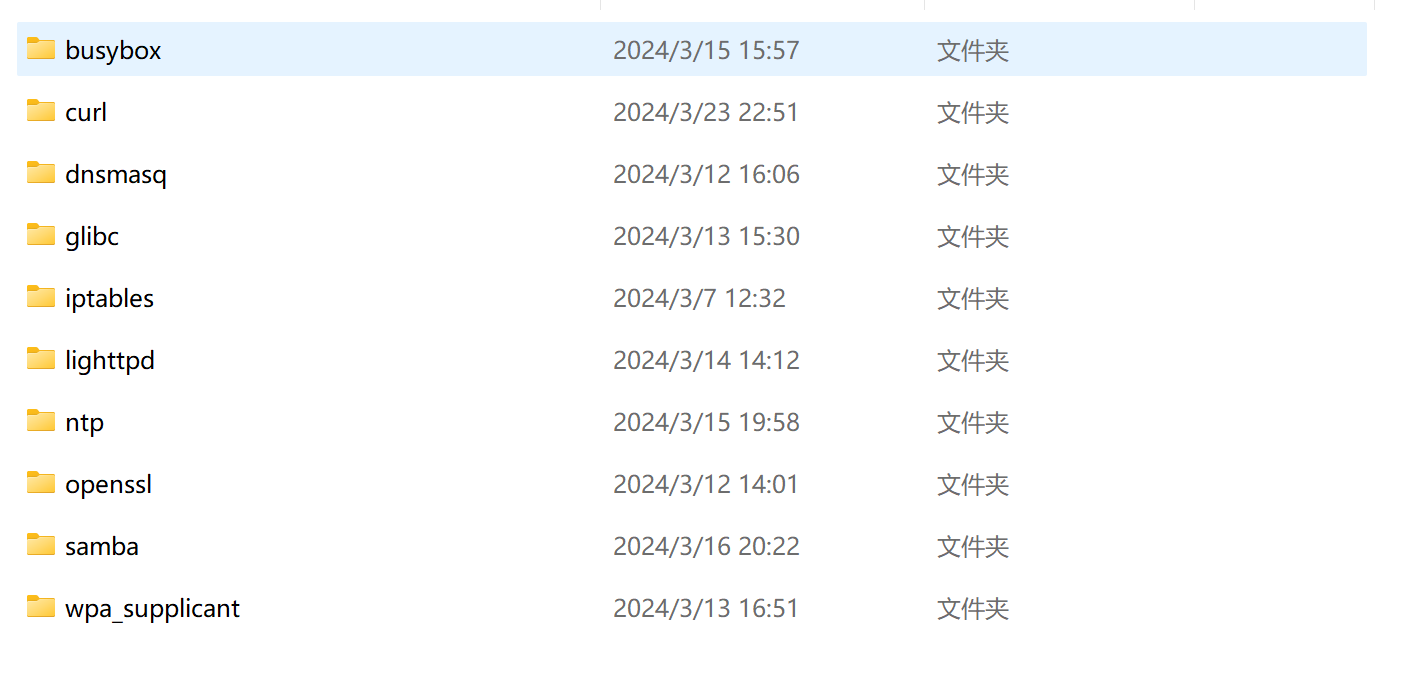 busybox 2024/3/15 15:57 文件夹
curl 2024/3/23 22:51 文件夹
dnsmasq 2024/3/12 16:06 文件夹
glibc 2024/3/13 15:30 文件夹
iptables 2024/3/7 12:32 文件夹
lighttpd 2024/3/14 14:12 文件夹
ntp 2024/3/15 19:58 文件夹
openssl 2024/3/12 14:01 文件夹
samba 2024/3/16 20:22 文件夹
wpa_supplicant 2024/3/13 16:51 文件夹